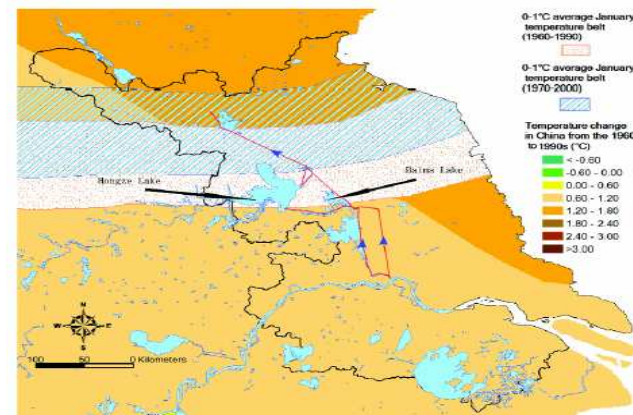 0-1°C average January
temperature belt
(1960-1990)
0-1°C average January
temperature belt
(1970-2000)
Temperature change
in China from the 1960
to 1990s (°C)
< -0.60
-0.60 - 0.00
0.00 - 0.60
0.60 - 1.20
1.20 - 1.80
1.80 - 2.40
2.40 - 3.00
>3.00
Hongze Lake
Baima Lake
N
W E
S
100 50 0 Kilometers